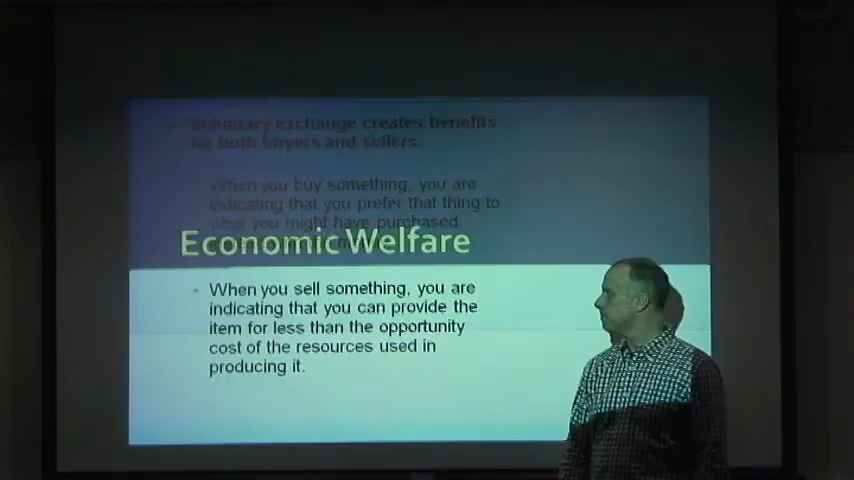 Voluntary exchange creates benefits
for both buyers and sellers.
When you buy something, you are
indicating that you prefer that thing to
what you might have purchased
Economic Welfare
- When you sell something, you are
indicating that you can provide the
item for less than the opportunity
cost of the resources used in
producing it.